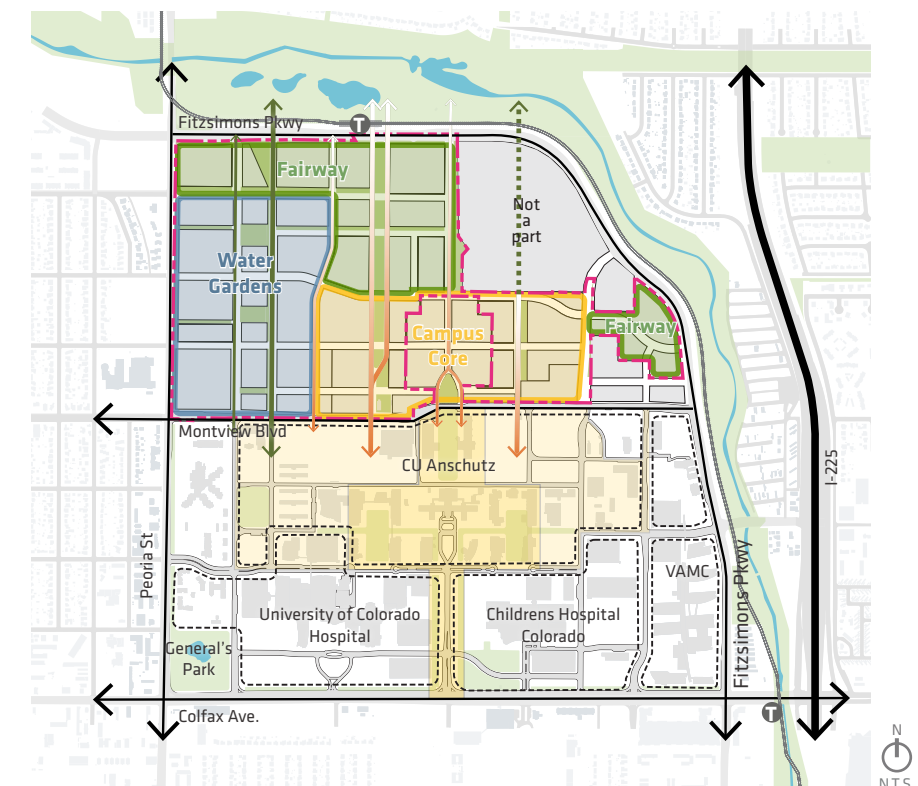 Fitzsimons Pkwy
T
Fairway
Not
a
part
Water
Gardens
Fairway
Campus
Core
Montview Blvd
CU Anschutz
I-225
Peoria St
VAMC
Fitzsimons Pkwy
University of Colorado
Hospital
Childrens Hospital
Colorado
General's
Park
Colfax Ave.
T
N
NTS